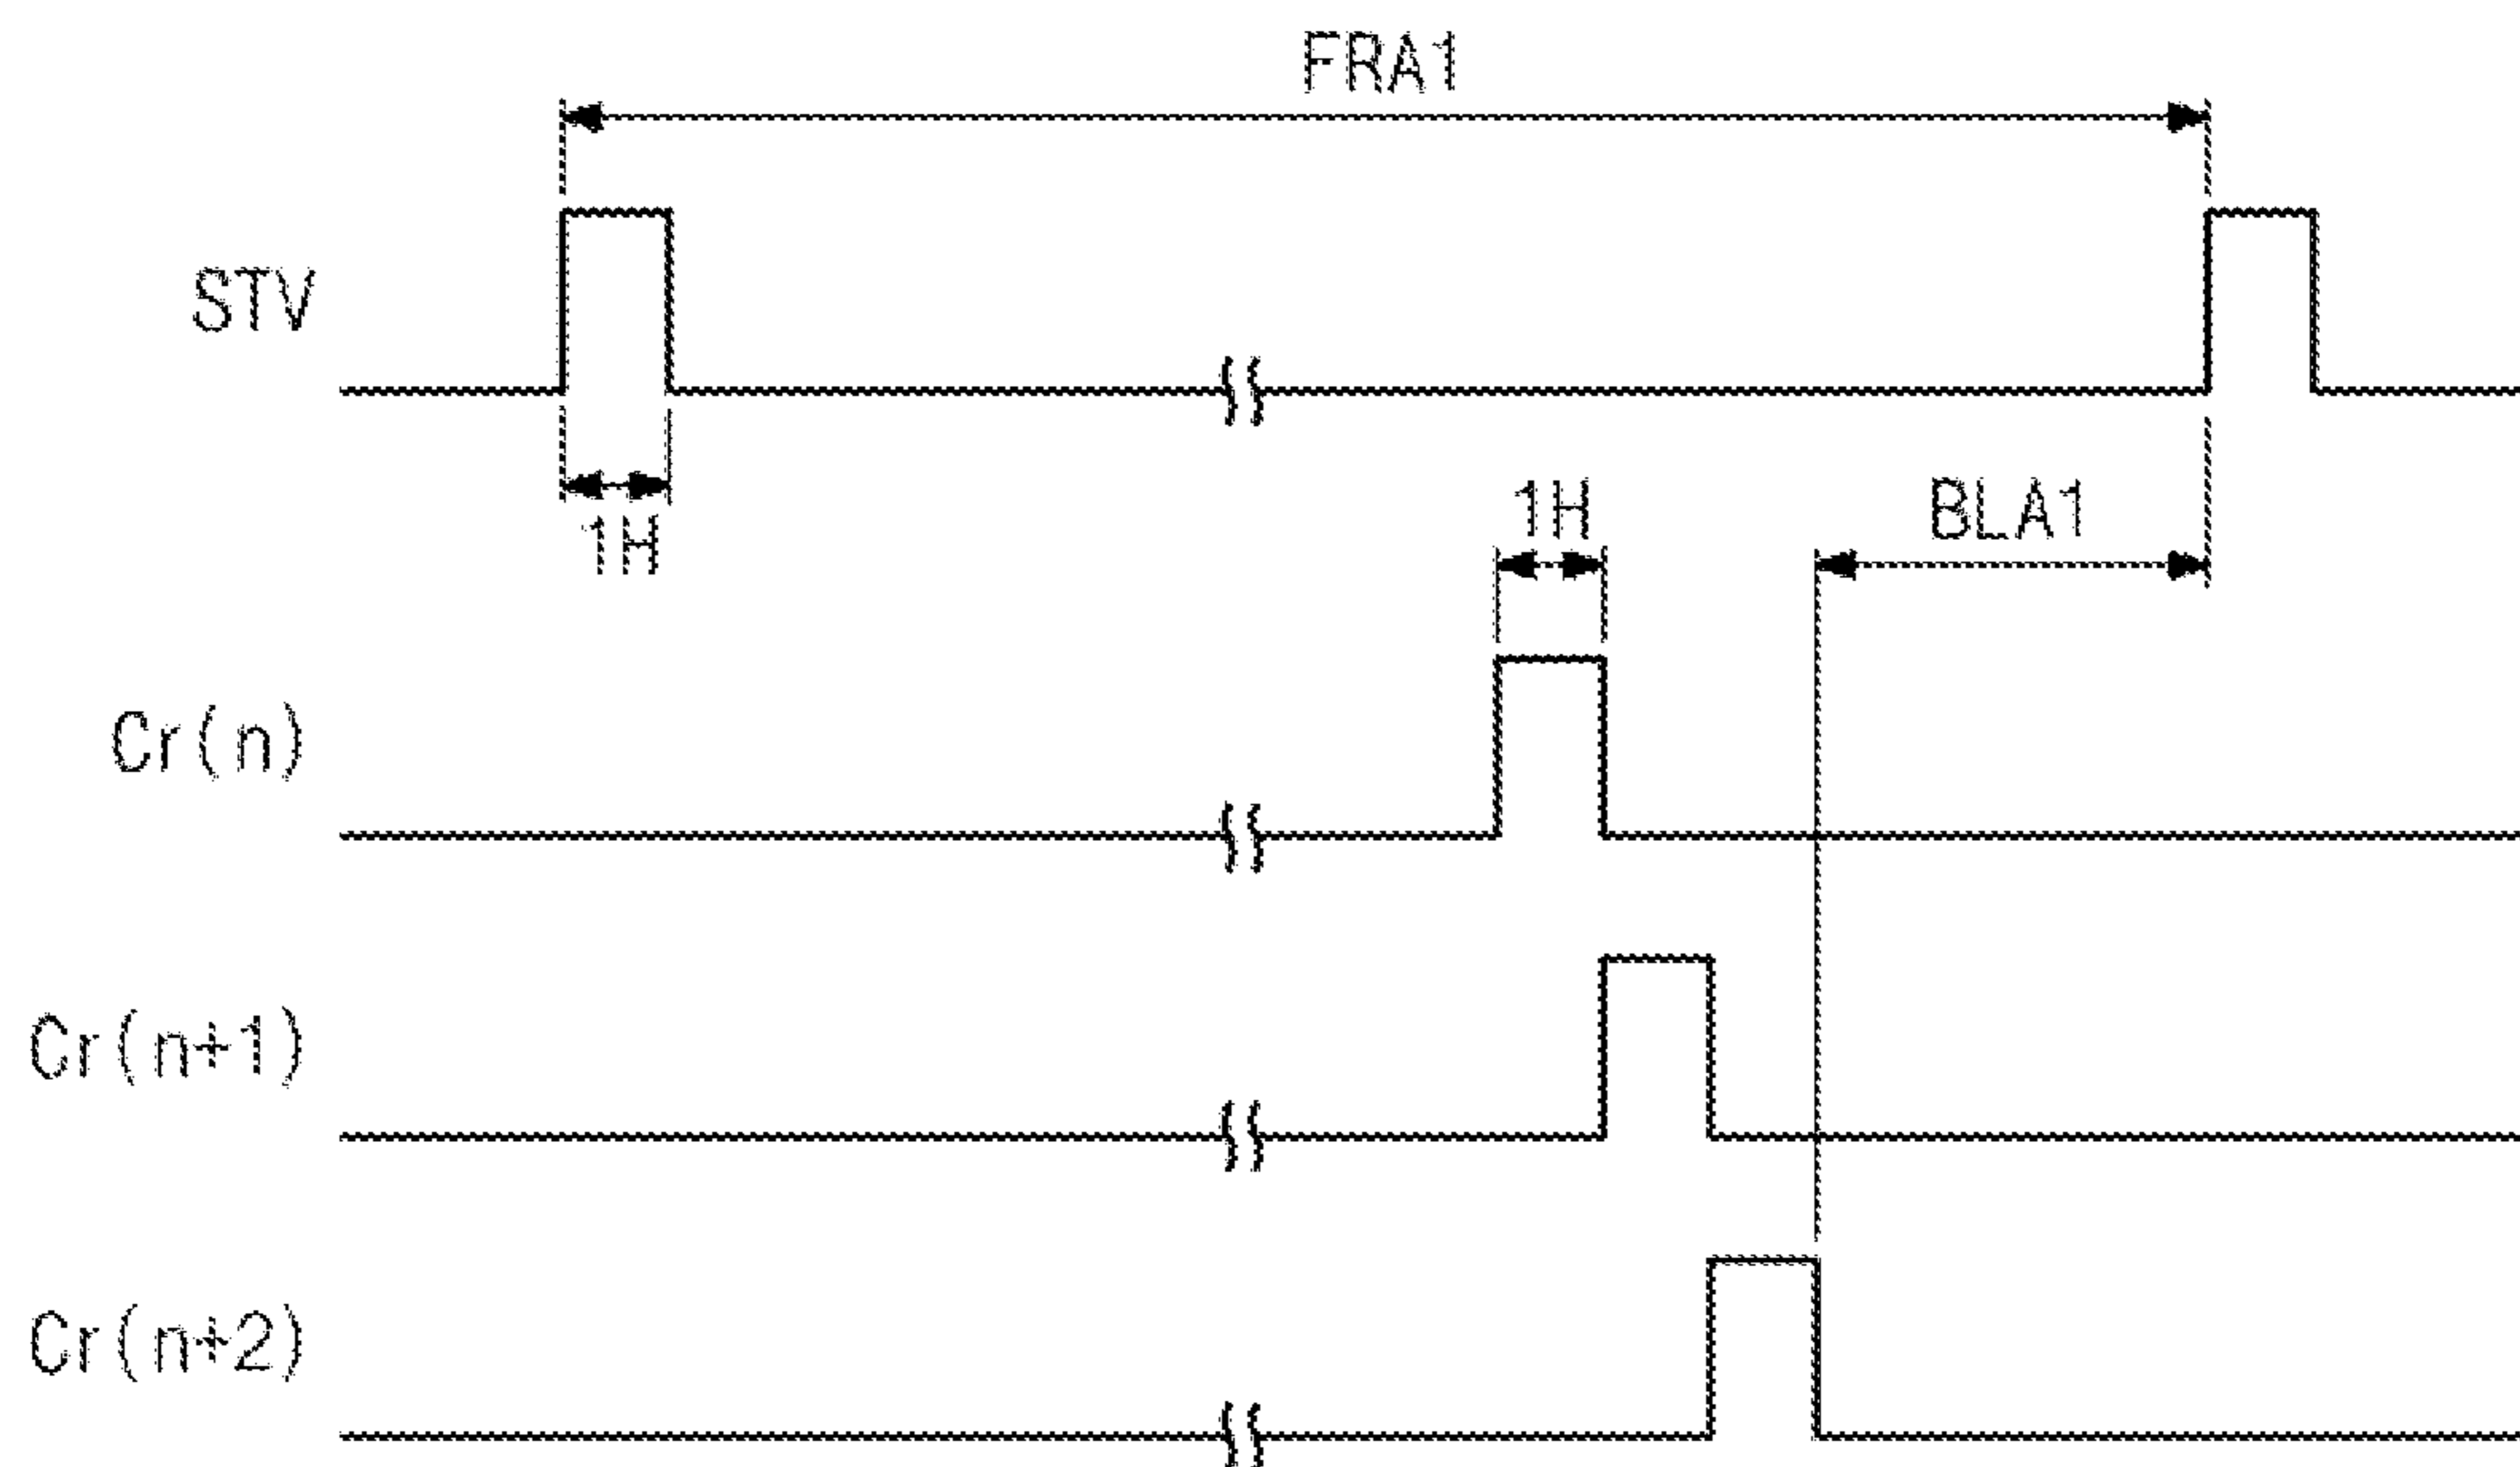 FRA1
STV
1H
1H
BLA1
Cr(n)
Cr(n+1)
Cr(n+2)